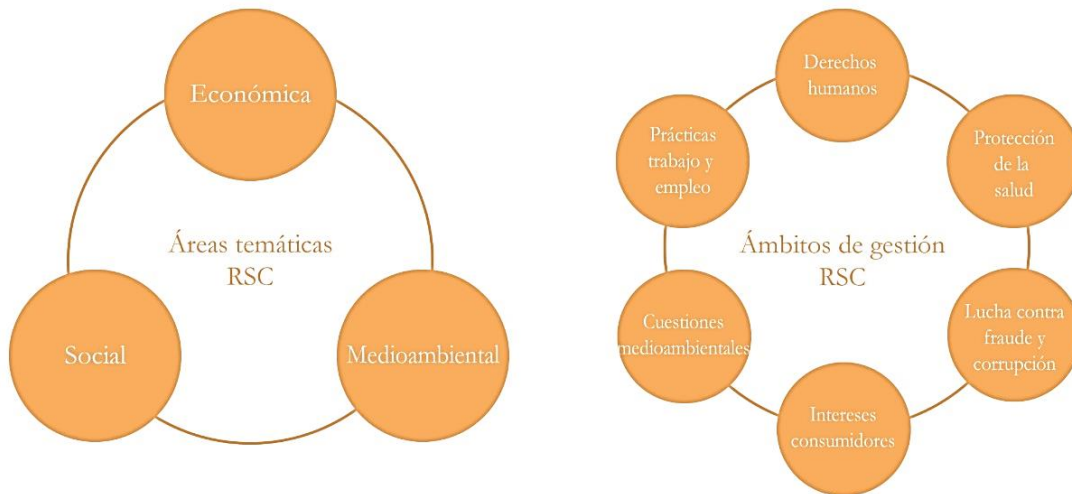 Económica
Áreas temáticas
RSC
Social
Medioambiental
Derechos
humanos
Prácticas
trabajo y
empleo
Protección
de la
salud
Ámbitos de gestión
RSC
Cuestiones
medioambientales
Lucha contra
fraude y
corrupción
Intereses
consumidores